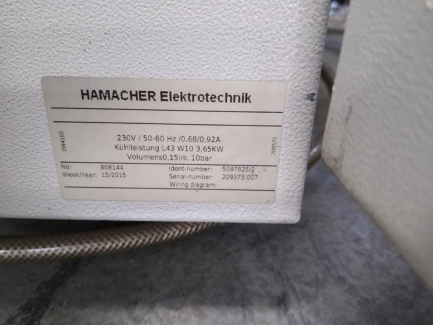 HAMACHER Elektrotechnik
230V / 50-60 Hz /0.68/0.92A
Kühlleistung L43 W10 3.65KW
Volumens0,15l/s: 10bar
No: 808144 Ident-number: 5097825/2
Week/Year: 15/2015 Serial-number: 209375:007
Wiring diagram: